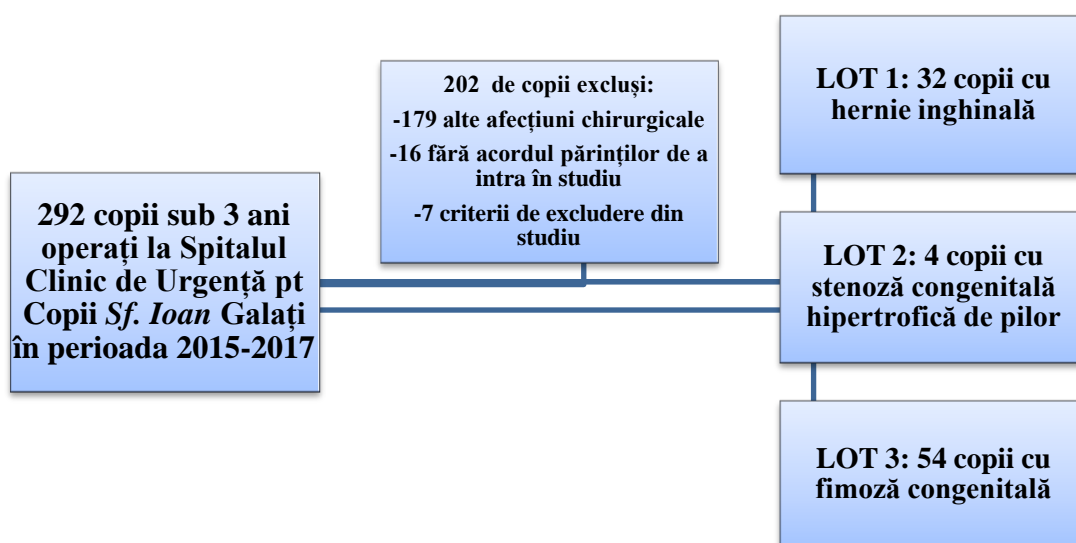 292 copii sub 3 ani
operați la Spitalul
Clinic de Urgență pt
Copii Sf. Ioan Galați
în perioada 2015-2017
202 de copii excluși:
-179 alte afecțiuni chirurgicale
-16 fără acordul părinților de a
intra în studiu
-7 criterii de excludere din
studiu
LOT 1: 32 copii cu
hernie inghinală
LOT 2: 4 copii cu
stenoză congenitală
hipertrofică de pilor
LOT 3: 54 copii cu
fimoză congenitală